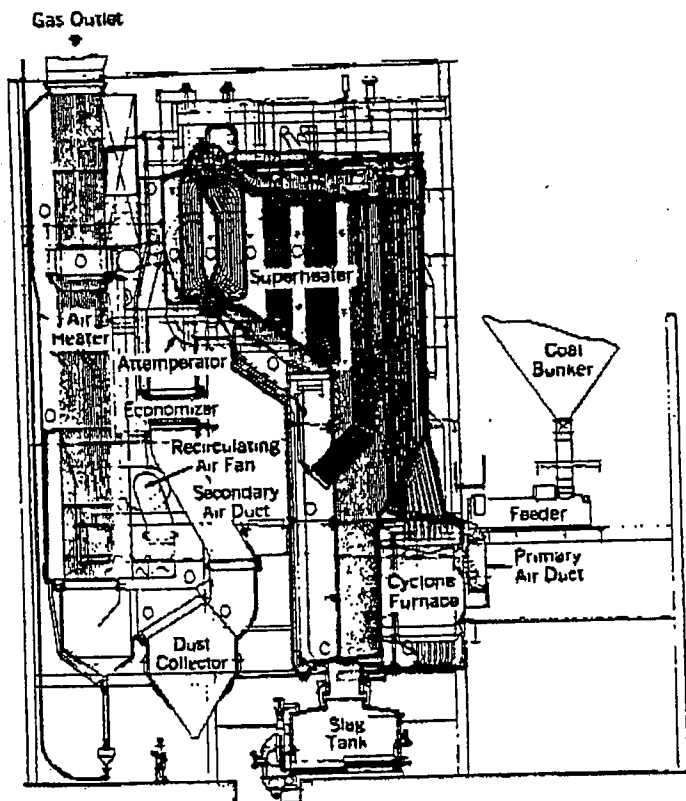 Gas Outlet
Superheater
Air
Heater
Attemperator
Economizer
Recirculating
Air Fan
Secondary
Air Duct
Coal
Bunker
Feeder
Primary
Air Duct
Cyclone
Furnace
Dust
Collector
Slag
Tank